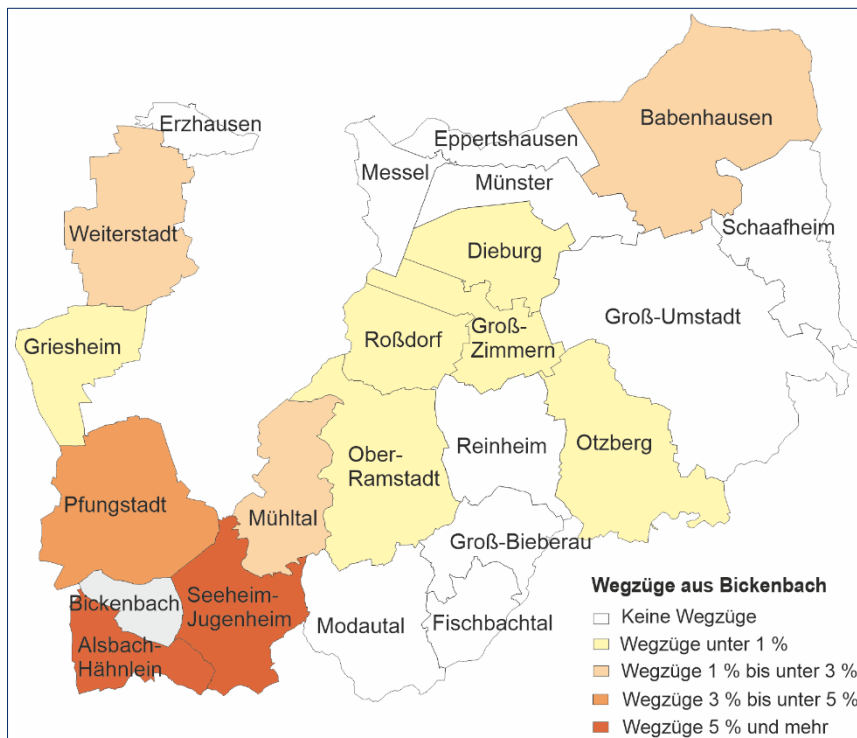 Erzhausen
Babenhausen
Eppertshausen
Messel
Münster
Schaafheim
Weiterstadt
Dieburg
Groß-Umstadt
Griesheim
Roßdorf
Groß-
Zimmern
Reinheim
Otzberg
Ober-
Ramstadt
Pfungstadt
Mühltal
Groß-Bieberau
Bickenbach
Seeheim-
Jugenheim
Modautal
Fischbachtal
Alsbach-
Hähnlein
Wegzüge aus Bickenbach
Keine Wegzüge
Wegzüge unter 1 %
Wegzüge 1 % bis unter 3 %
Wegzüge 3 % bis unter 5 %
Wegzüge 5 % und mehr